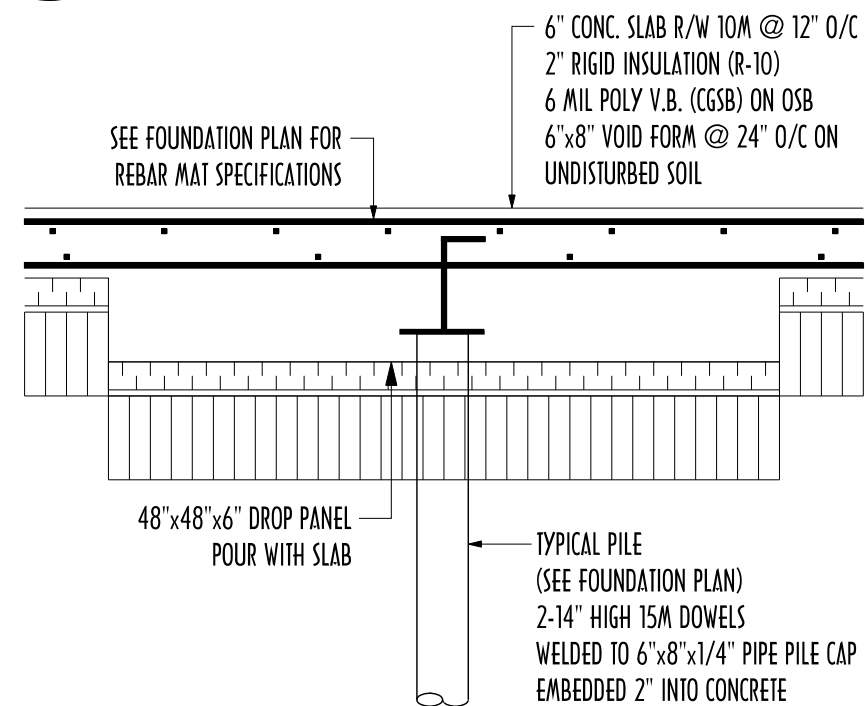 6" CONC. SLAB R/W 10M @ 12" O/C
2" RIGID INSULATION (R-10)
6 MIL POLY V.B. (CGSB) ON OSB
6"x8" VOID FORM @ 24" O/C ON
UNDISTURBED SOIL
SEE FOUNDATION PLAN FOR
REBAR MAT SPECIFICATIONS
48"x48"x6" DROP PANEL
POUR WITH SLAB
TYPICAL PILE
(SEE FOUNDATION PLAN)
2-14" HIGH 15M DOWELS
WELDED TO 6"x8"x1/4" PIPE PILE CAP
EMBEDDED 2" INTO CONCRETE